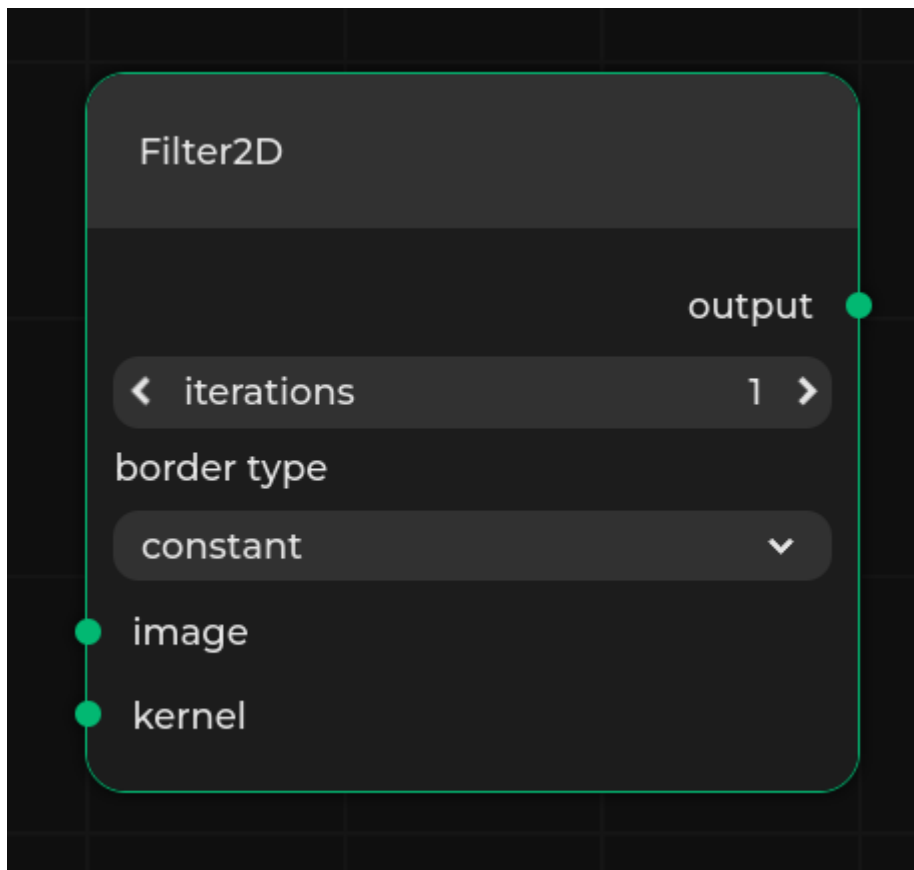 Filter2D
output
iterations 1
border type
constant
image
kernel